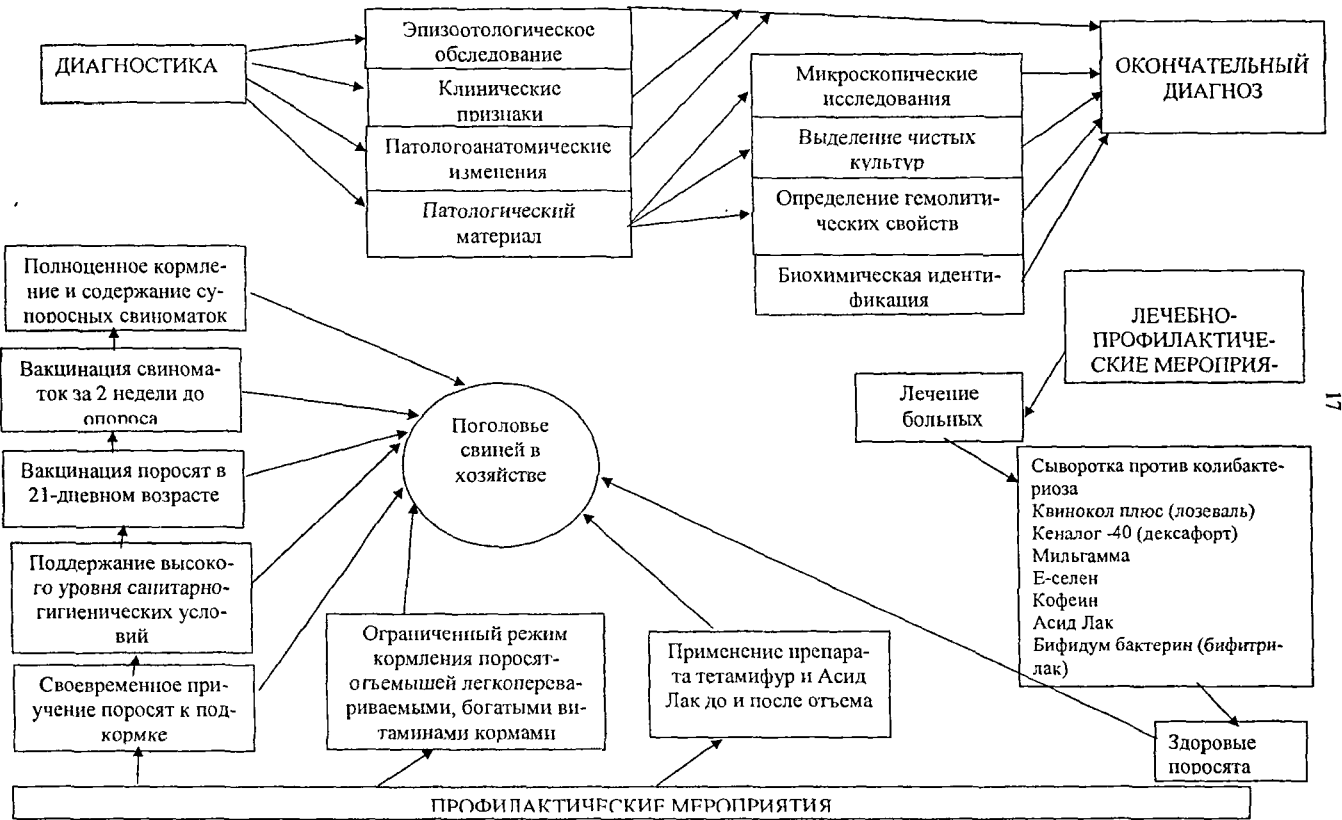 ДИАГНОСТИКА
Эпизоотологическое
обследование
Клинические
признаки
Патологоанатомические
изменения
Патологический
материал
Микроскопические
исследования
Выделение чистых
культур
Определение гемолити-
ческих свойств
Биохимическая иденти-
фикация
ОКОНЧАТЕЛЬНЫЙ
ДИАГНОЗ
Полноценное кормле-
ние и содержание су-
поросных свиноматок
Вакцинация свинома-
ток за 2 недели до
опороса
Вакцинация поросят в
21-дневном возрасте
Поддержание высоко-
го уровня санитарно-
гигиенических усло-
вий
Своевременное при-
учение поросят к под-
кормке
Поголовье
свиней в
хозяйстве
Ограниченный режим
кормления поросят-
отъемышей легкоперева-
риваемыми, богатыми ви-
таминами кормами
Применение препара-
та тетамифур и Асид
Лак до и после отъема
ЛЕЧЕБНО-
ПРОФИЛАКТИЧЕ-
СКИЕ МЕРОПРИЯ-
Лечение
больных
Сыворотка против колибакте-
риоза
Квинокол плюс (лозеваль)
Кеналог -40 (дексафорт)
Мильгамма
Е-селен
Кофеин
Асид Лак
Бифидум бактерин (бифитри-
лак)
Здоровые
поросята
ПРОФИЛАКТИЧЕСКИЕ МЕРОПРИЯТИЯ
17